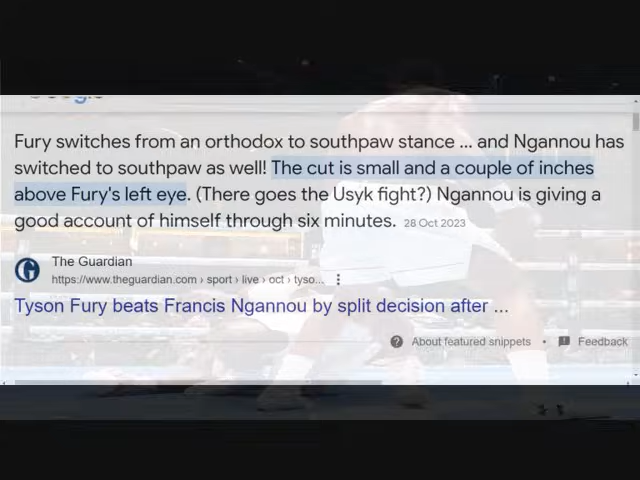 Fury switches from an orthodox to southpaw stance ... and Ngannou has
switched to southpaw as well! The cut is small and a couple of inches
above Fury's left eye. (There goes the Usyk fight?) Ngannou is giving a
good account of himself through six minutes. 28 Oct 2023
The Guardian
https://www.theguardian.com › sport › live › oct › tyso...
Tyson Fury beats Francis Ngannou by split decision after ...
About featured snippets • Feedback